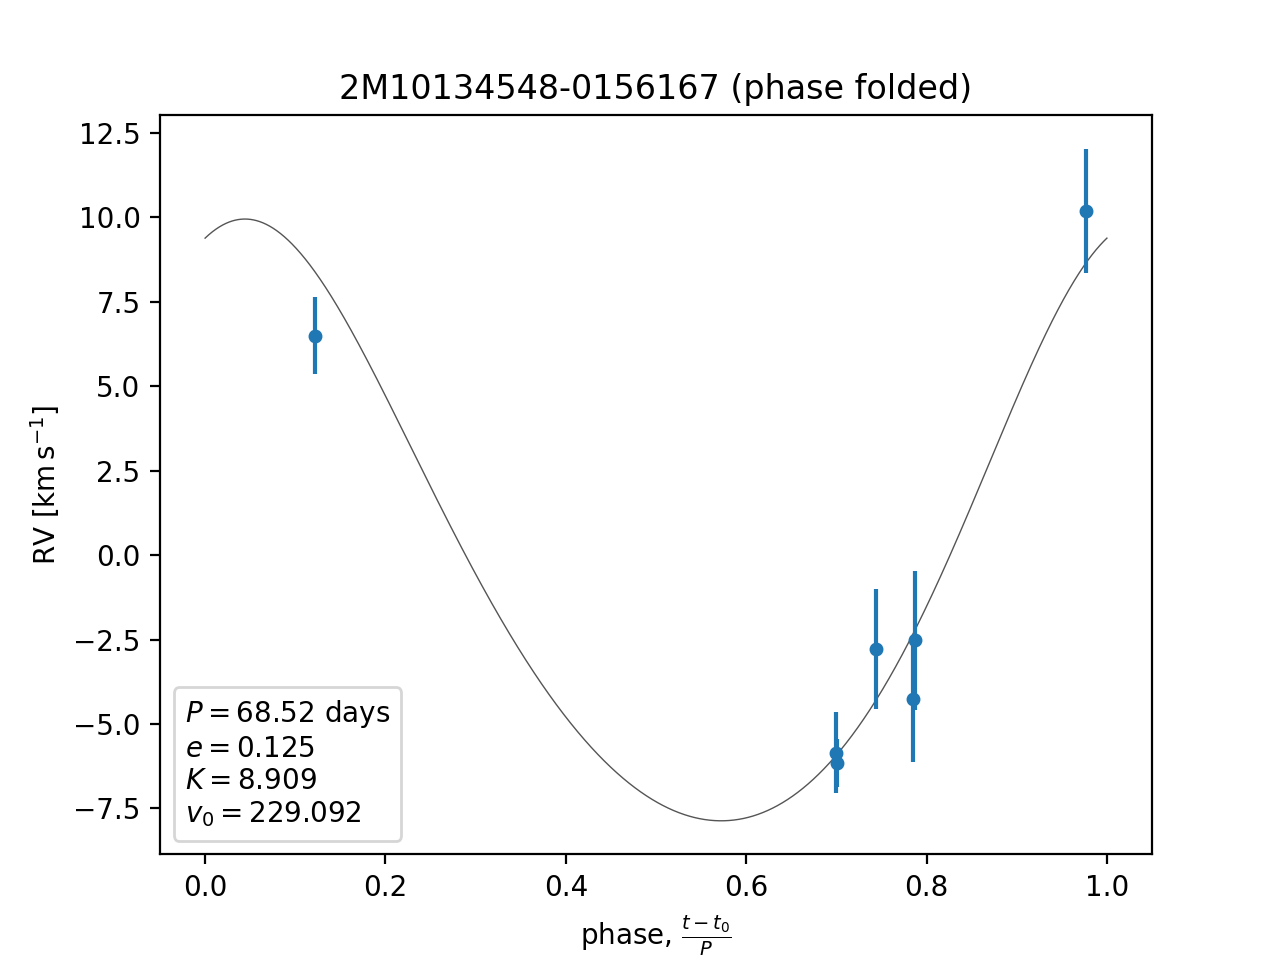 2M10134548-0156167 (phase folded)
RV [km s⁻¹]
12.5
10.0
7.5
5.0
2.5
0.0
−2.5
−5.0
−7.5
P = 68.52 days
e = 0.125
K = 8.909
v₀ = 229.092
0.0 0.2 0.4 0.6 0.8 1.0
phase, (t − t₀)/P